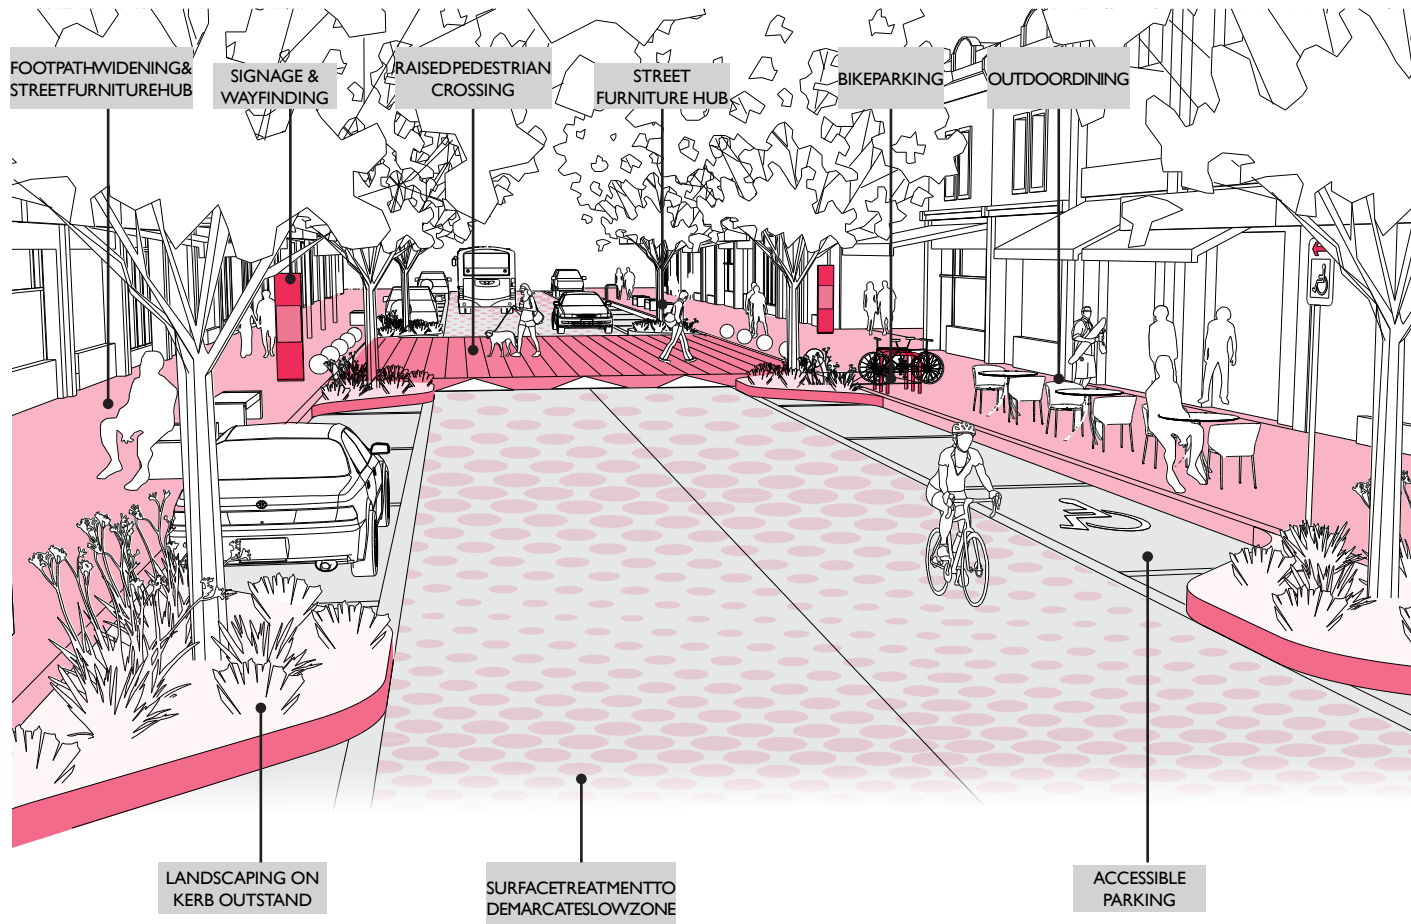 FOOTPATHWIDENING&
STREETFURNITUREHUB
SIGNAGE &
WAYFINDING
RAISEDPEDESTRIAN
CROSSING
STREET
FURNITURE HUB
BIKEPARKING
OUTDOORDINING
LANDSCAPING ON
KERB OUTSTAND
SURFACETREATMENTTO
DEMARCATESLOWZONE
ACCESSIBLE
PARKING